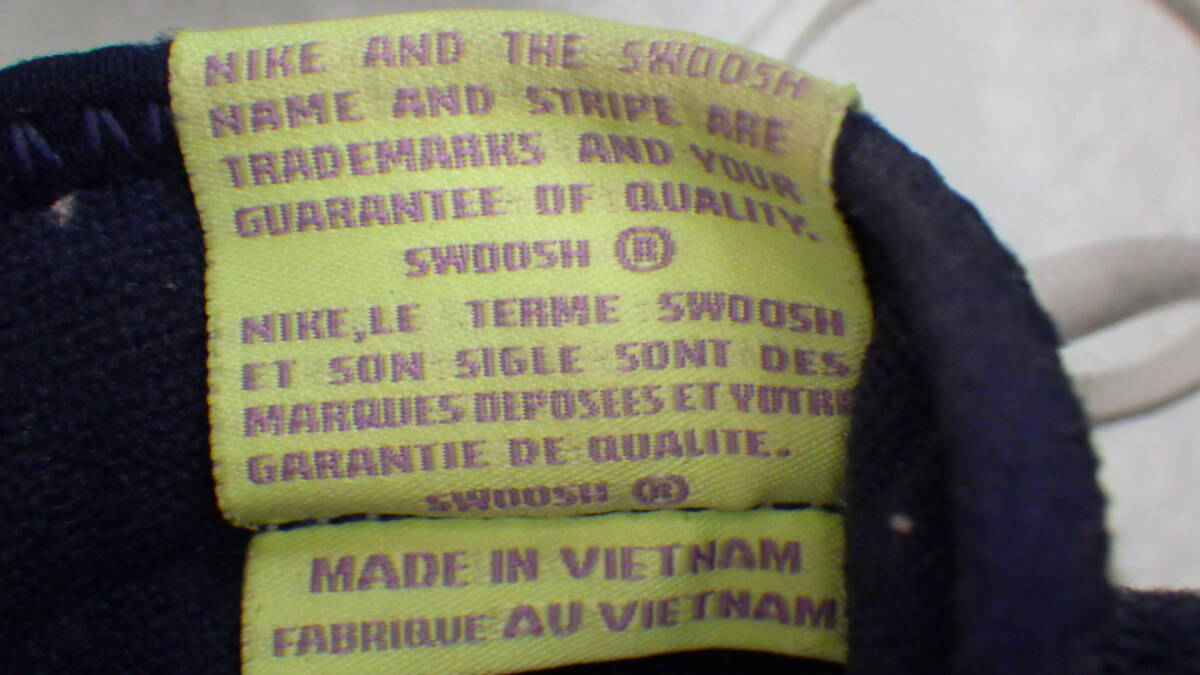 NIKE AND THE SWOOSH
NAME AND STRIPE ARE
TRADEMARKS AND YOUR
GUARANTEE OF QUALITY.
SWOOSH ®
NIKE,LE TERME SWOOSH
ET SON SIGLE SONT DES
MARQUES DEPOSEES ET VOTRE
GARANTIE DE QUALITE.
SWOOSH ®
MADE IN VIETNAM
FABRIQUE AU VIETNAM